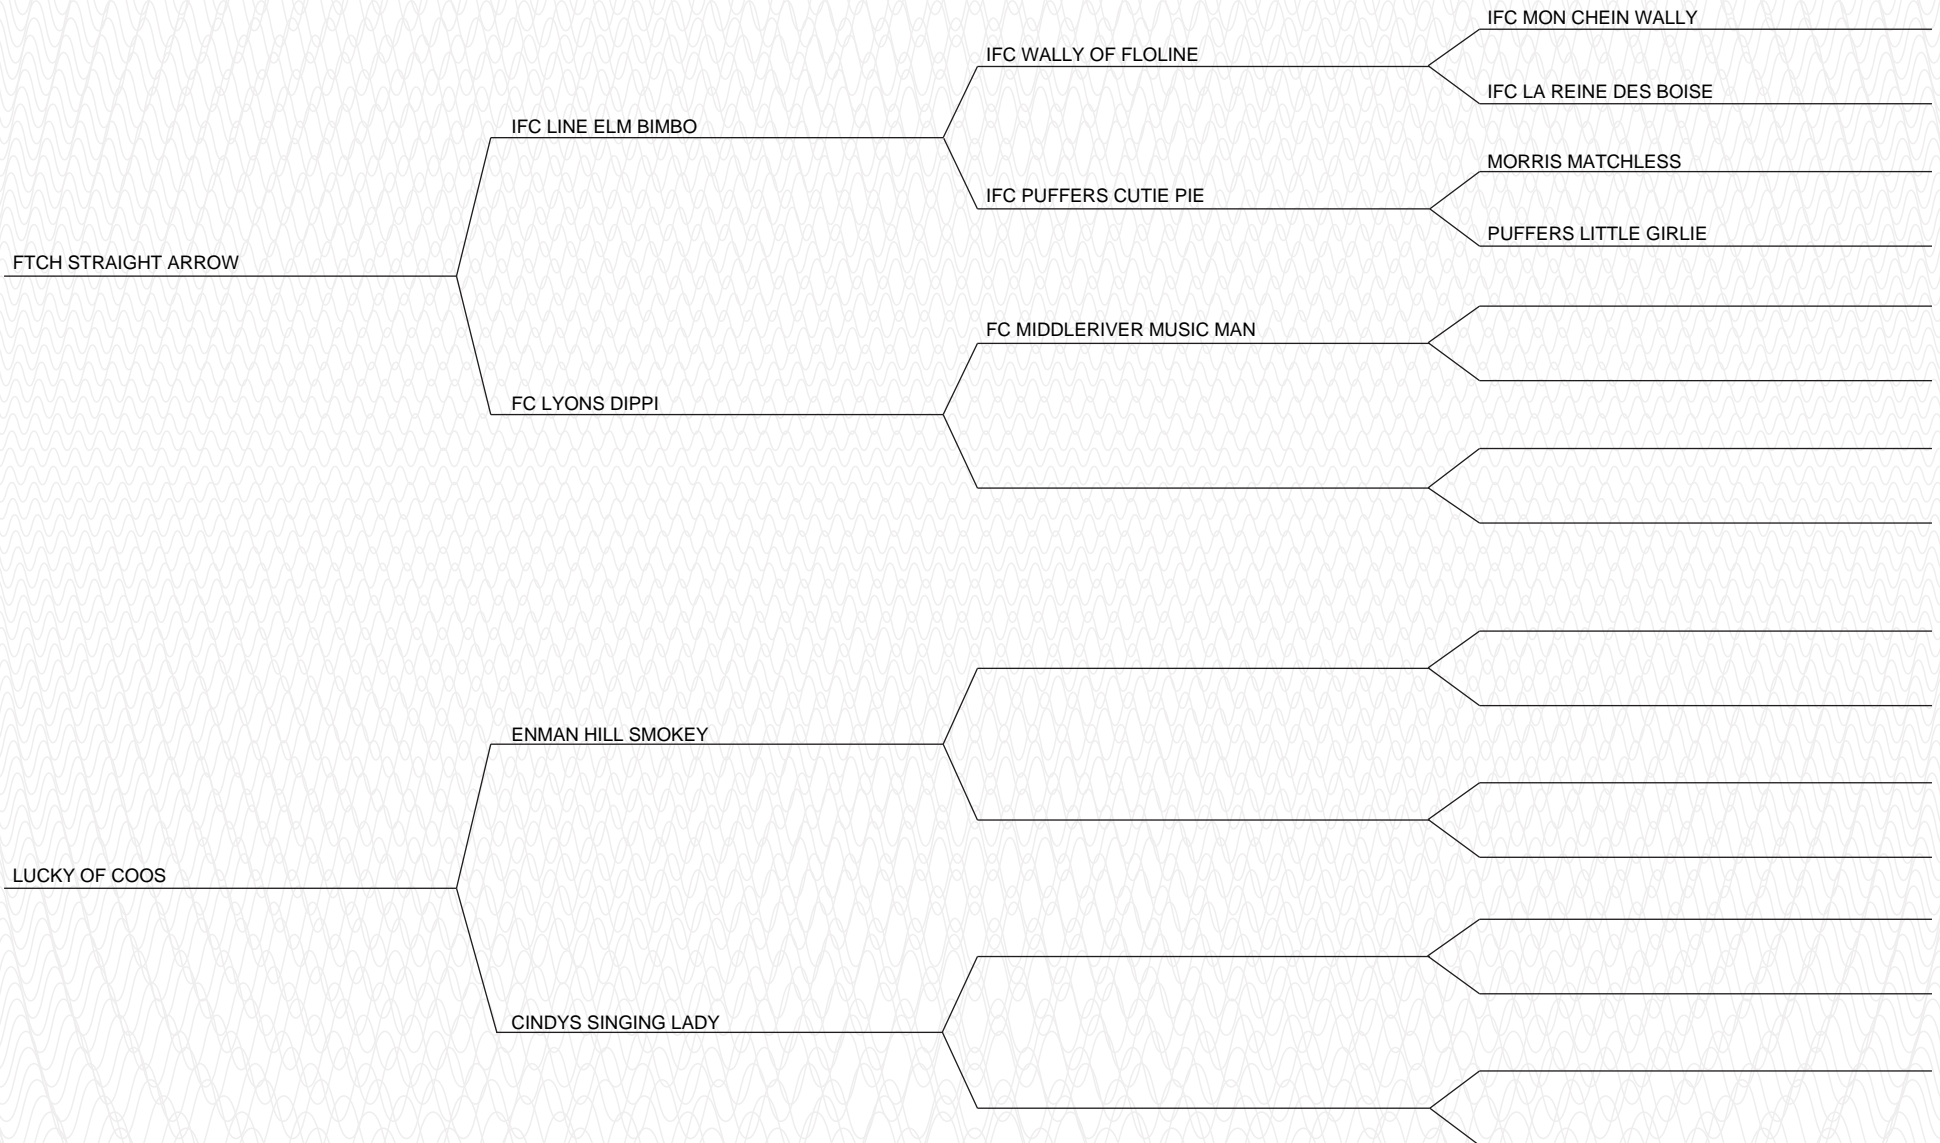 IFC MON CHEIN WALLY
IFC WALLY OF FLOLINE
IFC LA REINE DES BOISE
IFC LINE ELM BIMBO
MORRIS MATCHLESS
IFC PUFFERS CUTIE PIE
PUFFERS LITTLE GIRLIE
FTCH STRAIGHT ARROW
FC MIDDLERIVER MUSIC MAN
FC LYONS DIPPI
ENMAN HILL SMOKEY
LUCKY OF COOS
CINDYS SINGING LADY